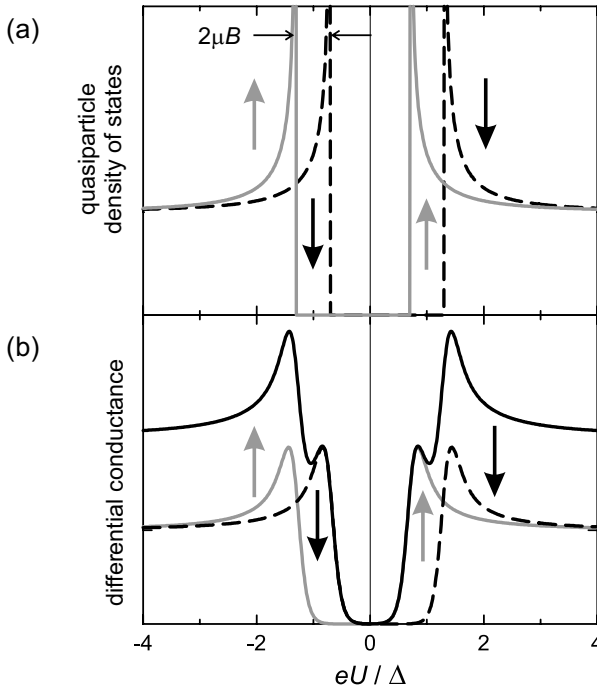 (a)
2μB
quasiparticle
density of states
(b)
differential conductance
-4 -2 0 2 4
eU / Δ